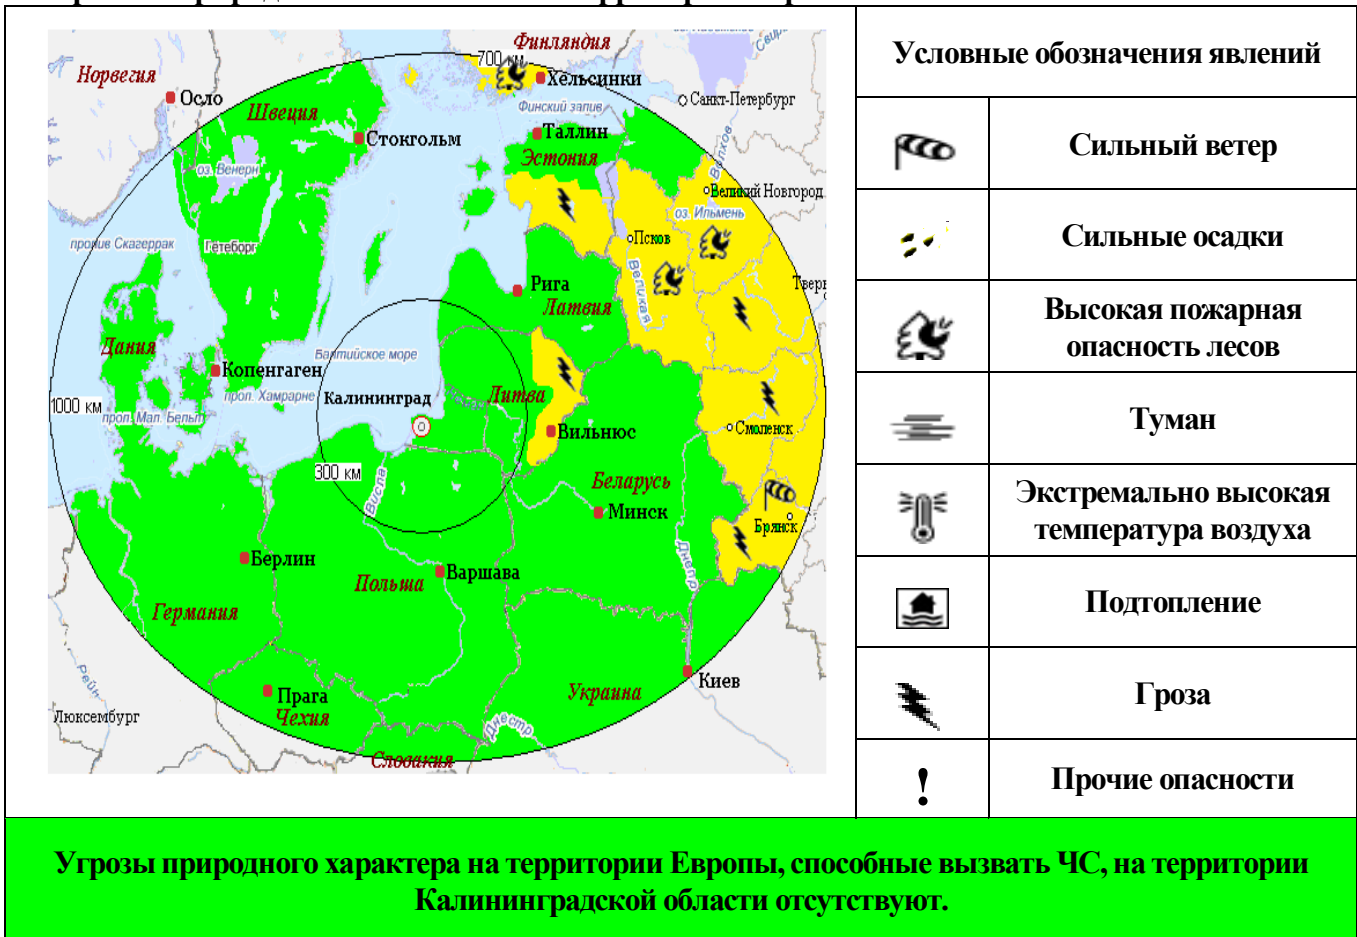 Условные обозначения явлений
Сильный ветер
Сильные осадки
Высокая пожарная
опасность лесов
Туман
Экстремально высокая
температура воздуха
Подтопление
Гроза
!
Прочие опасности
Финляндия
700 км
Хельсинки
Норвегия
Осло
Швеция
Санкт-Петербург
Финский залив
Стокгольм
Таллин
Эстония
Волхов
оз. Венерн
Великий Новгород
оз. Ильмень
Псков
пролив Скагеррак
Гётеборг
Великая
Рига
Латвия
Дания
Балтийское море
Копенгаген
прол. Хамрарне
Калининград
Литва
1000 км
прол. Мал. Бельт
Смоленск
Вильнюс
300 км
Висла
Беларусь
Минск
Брянск
Днепр
Берлин
Польша
Варшава
Германия
Рейн
Прага
Чехия
Украина
Киев
Люксембург
Днестр
Словакия
Угрозы природного характера на территории Европы, способные вызвать ЧС, на территории
Калининградской области отсутствуют.